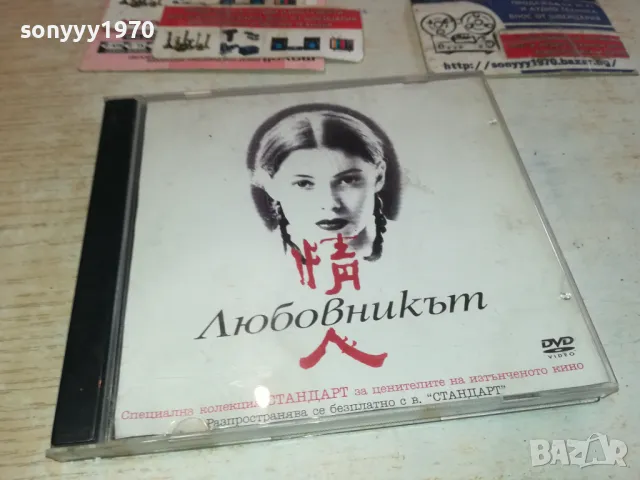 sonyyy1970
http://sonyyy1970.bazar.bg/
情
Любовникът
人
DVD
VIDEO
Специална колекция СТАНДАРТ за ценителите на изтънченото кино
Разпространява се безплатно с в. "СТАНДАРТ"
BAZAR